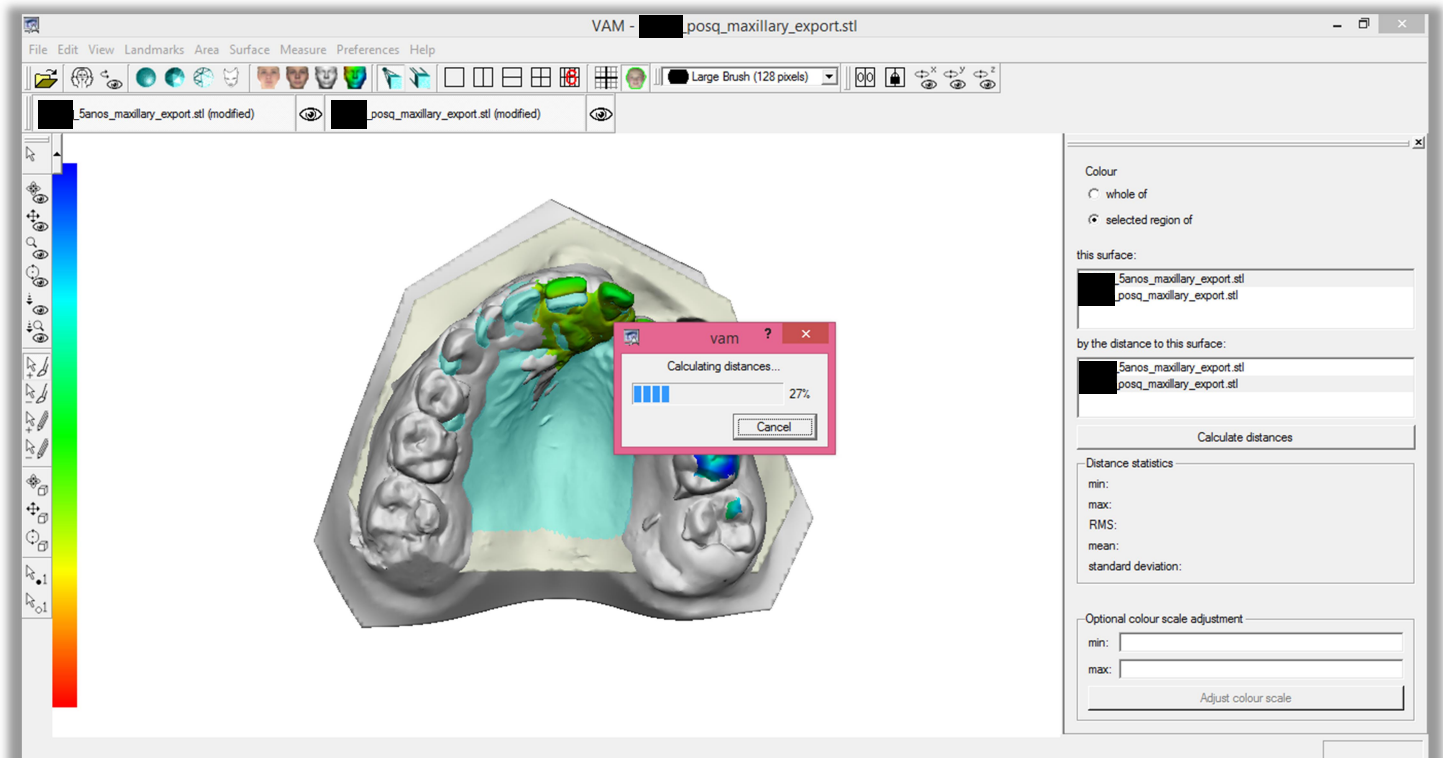 VAM - _posq_maxillary_export.stl
File Edit View Landmarks Area Surface Measure Preferences Help
Large Brush (128 pixels)
x y z
_5anos_maxillary_export.stl (modified)
_posq_maxillary_export.stl (modified)
Colour
whole of
selected region of
this surface:
_5anos_maxillary_export.stl
_posq_maxillary_export.stl
by the distance to this surface:
_5anos_maxillary_export.stl
_posq_maxillary_export.stl
Calculate distances
Distance statistics
min:
max:
RMS:
mean:
standard deviation:
Optional colour scale adjustment
min:
max:
Adjust colour scale
vam ?
Calculating distances...
27%
Cancel
1
1